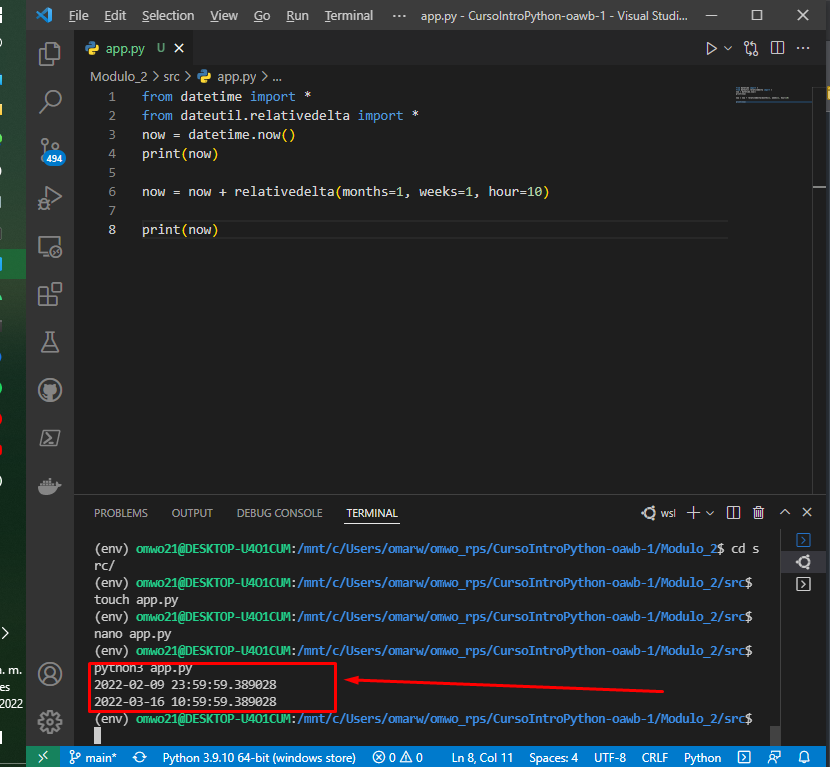 File Edit Selection View Go Run Terminal ··· app.py - CursoIntroPython-oawb-1 - Visual Studi...
app.py U
Modulo_2 > src > app.py > ...
1 from datetime import *
2 from dateutil.relativedelta import *
3 now = datetime.now()
4 print(now)
5
6 now = now + relativedelta(months=1, weeks=1, hour=10)
7
8 print(now)
494
PROBLEMS OUTPUT DEBUG CONSOLE TERMINAL wsl
(env) omwo21@DESKTOP-U4O1CUM:/mnt/c/Users/omarw/omwo_rps/CursoIntroPython-oawb-1/Modulo_2$ cd s
rc/
(env) omwo21@DESKTOP-U4O1CUM:/mnt/c/Users/omarw/omwo_rps/CursoIntroPython-oawb-1/Modulo_2/src$
touch app.py
(env) omwo21@DESKTOP-U4O1CUM:/mnt/c/Users/omarw/omwo_rps/CursoIntroPython-oawb-1/Modulo_2/src$
nano app.py
(env) omwo21@DESKTOP-U4O1CUM:/mnt/c/Users/omarw/omwo_rps/CursoIntroPython-oawb-1/Modulo_2/src$
python3 app.py
2022-02-09 23:59:59.389028
2022-03-16 10:59:59.389028
(env) omwo21@DESKTOP-U4O1CUM:/mnt/c/Users/omarw/omwo_rps/CursoIntroPython-oawb-1/Modulo_2/src$
. m.
es
2022
main* Python 3.9.10 64-bit (windows store) 0 0 Ln 8, Col 11 Spaces: 4 UTF-8 CRLF Python